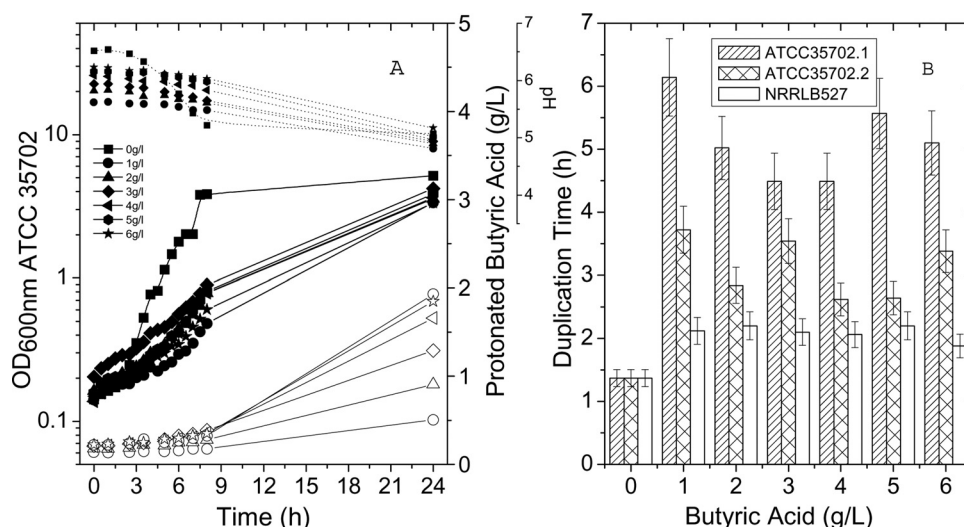 A
OD600nm ATCC 35702
10
1
0.1
0g/l
1g/l
2g/l
3g/l
4g/l
5g/l
6g/l
0 3 6 9 12 15 18 21 24
Time (h)
5
4
3
2
1
0
Protonated Butyric Acid (g/L)
7
6
5
4
pH
B
ATCC35702.1
ATCC35702.2
NRRLB527
Duplication Time (h)
7
6
5
4
3
2
1
0
0 1 2 3 4 5 6
Butyric Acid (g/L)